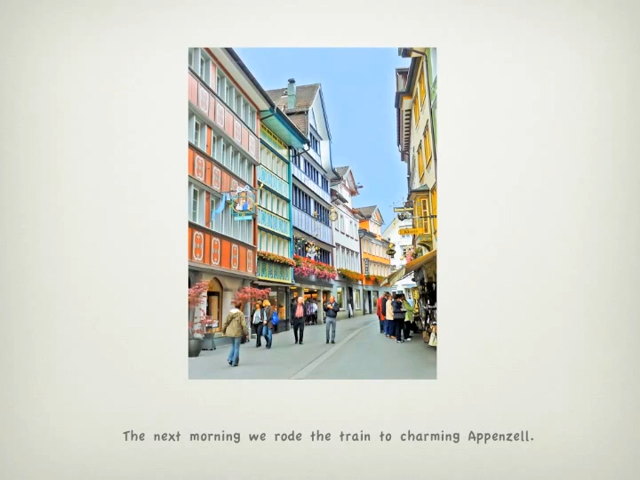 The next morning we rode the train to charming Appenzell.